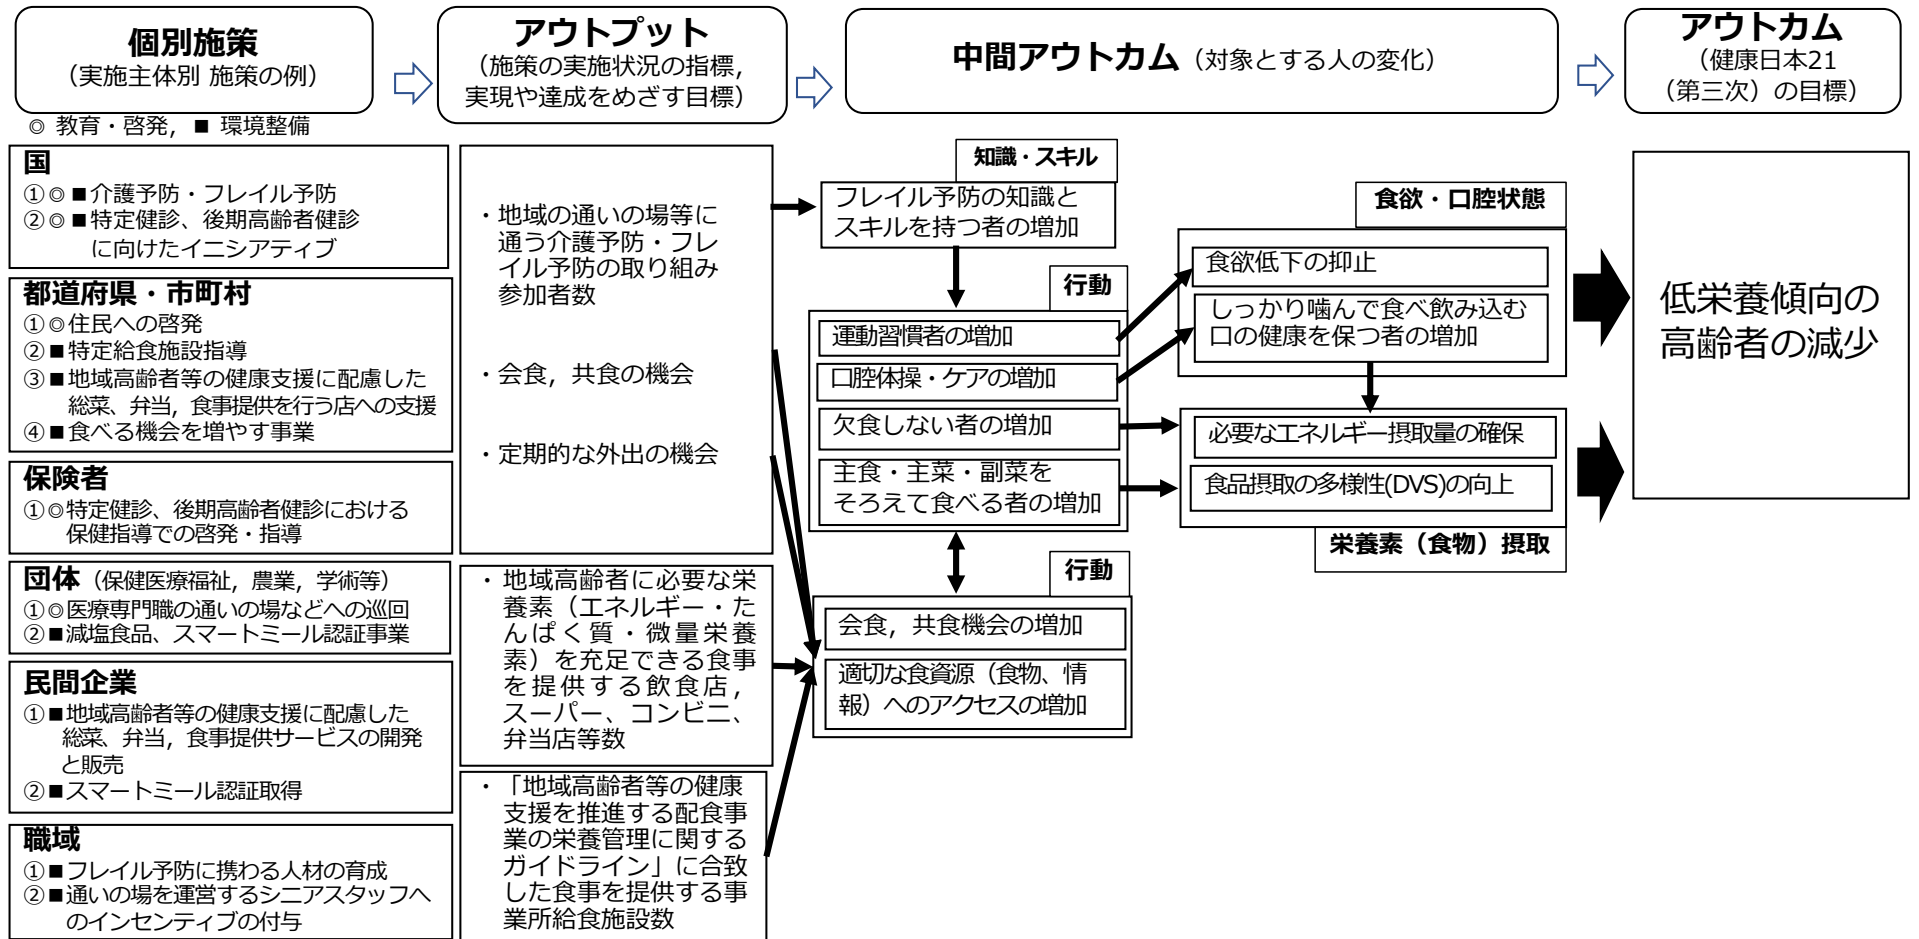 個別施策
（実施主体別 施策の例）
アウトプット
（施策の実施状況の指標，
実現や達成をめざす目標）
中間アウトカム（対象とする人の変化）
アウトカム
（健康日本21
（第三次）の目標）
◎ 教育・啓発，■ 環境整備
国
①◎■介護予防・フレイル予防
②◎■特定健診、後期高齢者健診
に向けたイニシアティブ
都道府県・市町村
①◎住民への啓発
②■特定給食施設指導
③■地域高齢者等の健康支援に配慮した
総菜、弁当，食事提供を行う店への支援
④■食べる機会を増やす事業
保険者
①◎特定健診、後期高齢者健診における
保健指導での啓発・指導
団体（保健医療福祉，農業，学術等）
①◎医療専門職の通いの場などへの巡回
②■減塩食品、スマートミール認証事業
民間企業
①■地域高齢者等の健康支援に配慮した
総菜、弁当，食事提供サービスの開発
と販売
②■スマートミール認証取得
職域
①■フレイル予防に携わる人材の育成
②■通いの場を運営するシニアスタッフへ
のインセンティブの付与
・地域の通いの場等に
通う介護予防・フレ
イル予防の取り組み
参加者数
・会食，共食の機会
・定期的な外出の機会
・地域高齢者に必要な栄
養素（エネルギー・た
んぱく質・微量栄養
素）を充足できる食事
を提供する飲食店，
スーパー、コンビニ、
弁当店等数
・「地域高齢者等の健康
支援を推進する配食事
業の栄養管理に関する
ガイドライン」に合致
した食事を提供する事
業所給食施設数
知識・スキル
フレイル予防の知識と
スキルを持つ者の増加
行動
運動習慣者の増加
口腔体操・ケアの増加
欠食しない者の増加
主食・主菜・副菜を
そろえて食べる者の増加
行動
会食，共食機会の増加
適切な食資源（食物、情
報）へのアクセスの増加
食欲・口腔状態
食欲低下の抑止
しっかり噛んで食べ飲み込む
口の健康を保つ者の増加
必要なエネルギー摂取量の確保
食品摂取の多様性(DVS)の向上
栄養素（食物）摂取
低栄養傾向の
高齢者の減少